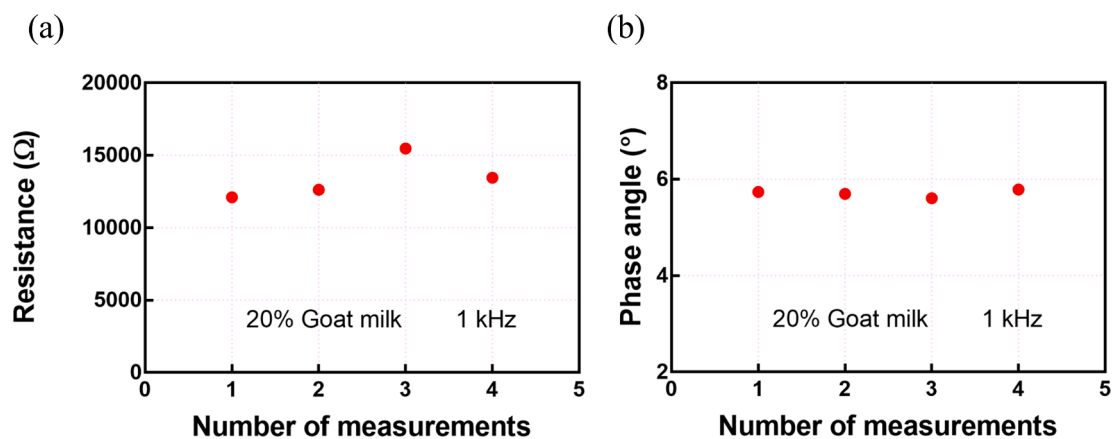 (a)
(b)
Resistance (Ω)
20000
15000
10000
5000
0
20% Goat milk 1 kHz
0 1 2 3 4 5
Number of measurements
Phase angle (°)
8
6
4
2
20% Goat milk 1 kHz
0 1 2 3 4 5
Number of measurements